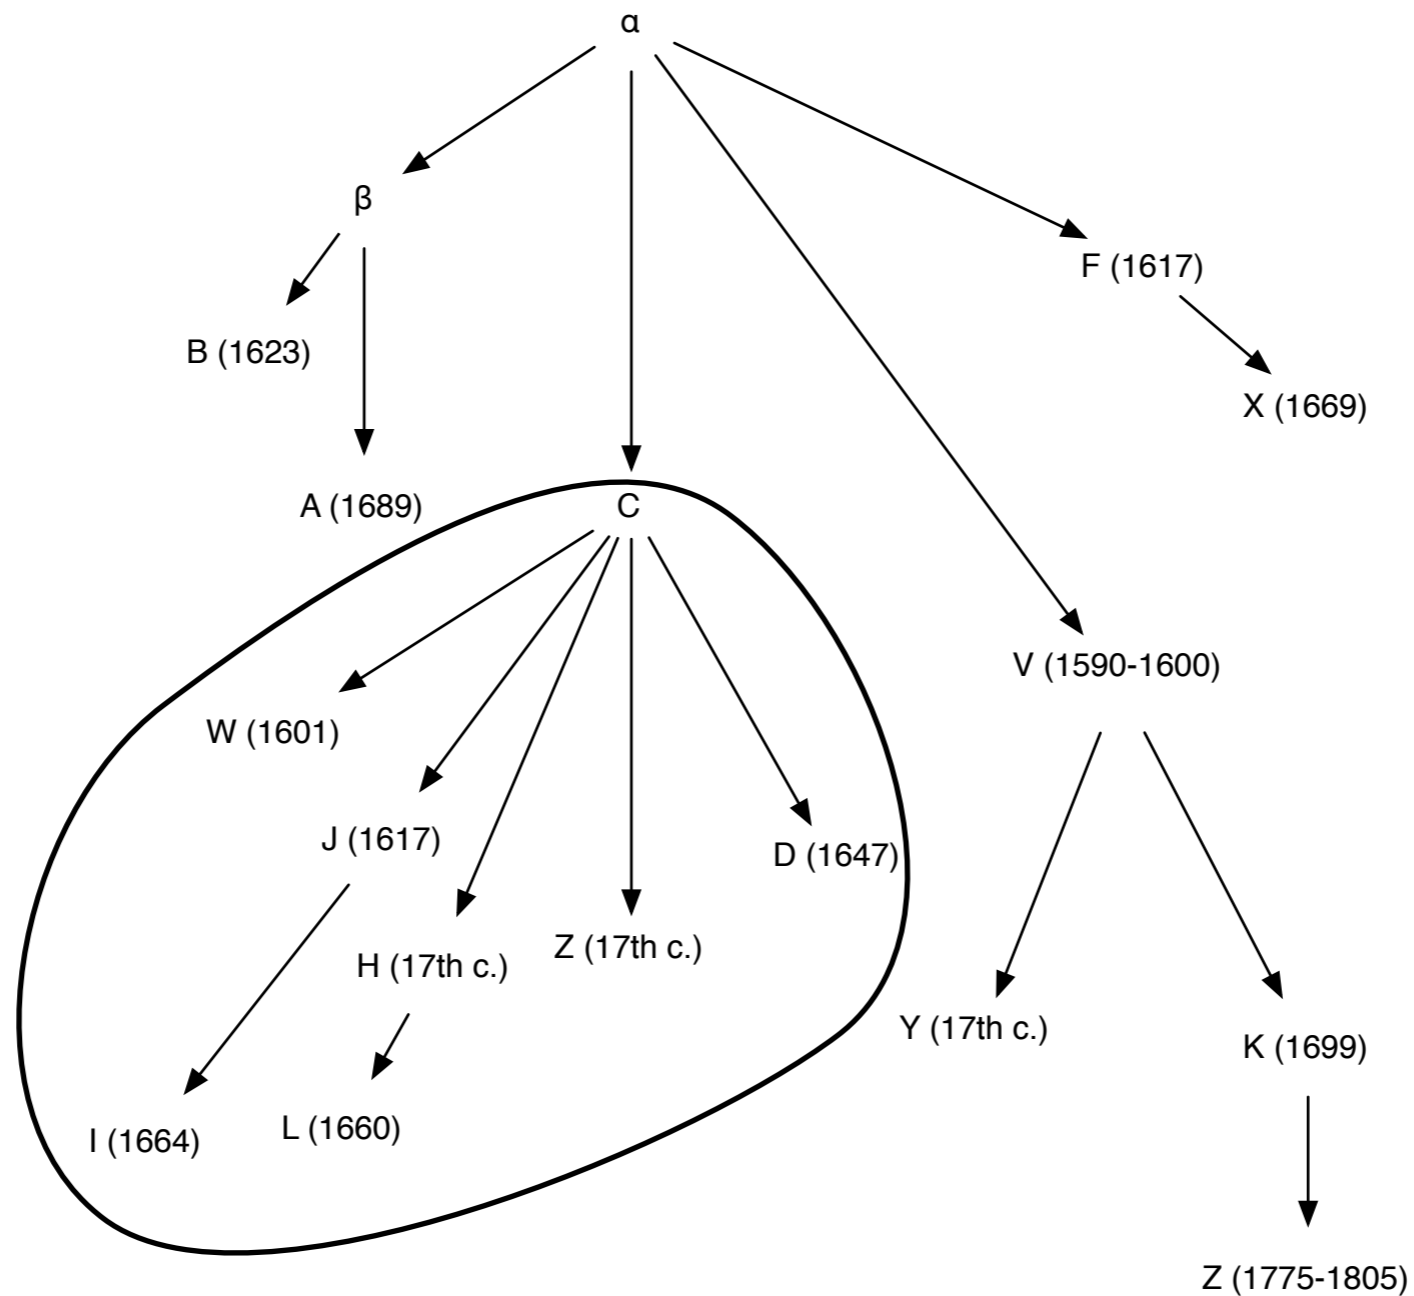 α
β
F (1617)
B (1623)
X (1669)
A (1689)
C
V (1590-1600)
W (1601)
J (1617)
D (1647)
H (17th c.)
Z (17th c.)
Y (17th c.)
K (1699)
I (1664)
L (1660)
Z (1775-1805)